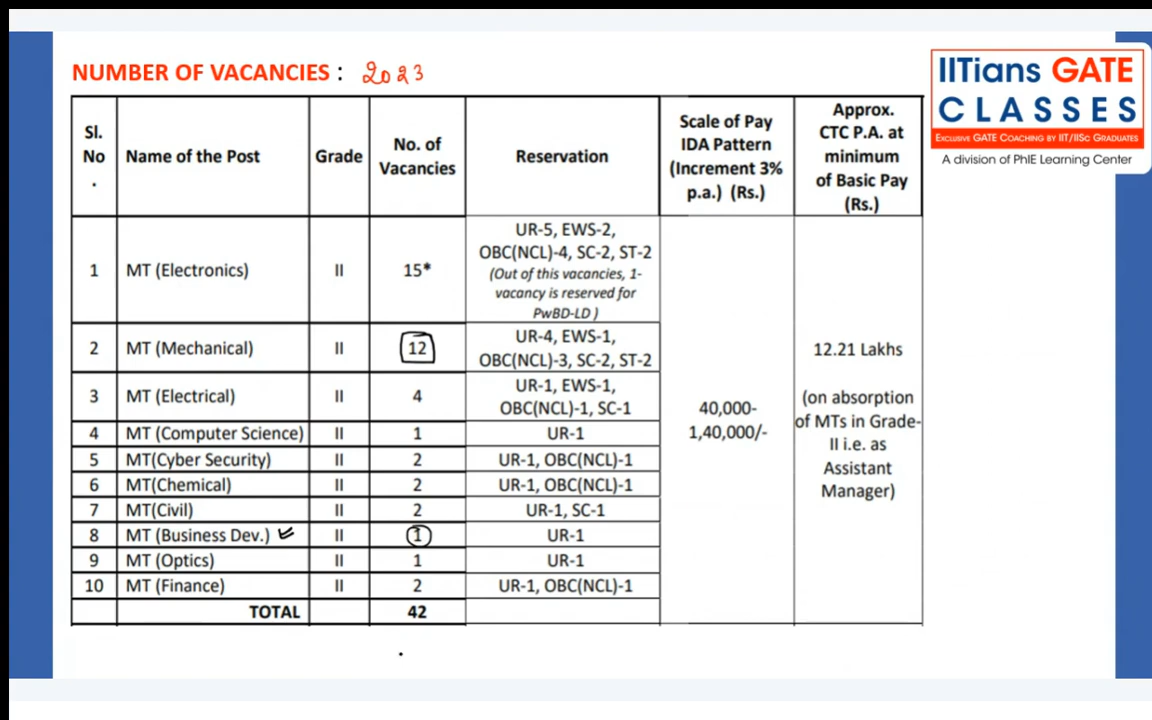 NUMBER OF VACANCIES : 2023
IITians GATE
CLASSES
EXCLUSIVE GATE COACHING BY IIT/IISc GRADUATES
A division of PhIE Learning Center
Sl.
No
.
Name of the Post
Grade
No. of
Vacancies
Reservation
Scale of Pay
IDA Pattern
(Increment 3%
p.a.) (Rs.)
Approx.
CTC P.A. at
minimum
of Basic Pay
(Rs.)
1 MT (Electronics) II 15*
UR-5, EWS-2,
OBC(NCL)-4, SC-2, ST-2
(Out of this vacancies, 1-
vacancy is reserved for
PwBD-LD )
2 MT (Mechanical) II 12
UR-4, EWS-1,
OBC(NCL)-3, SC-2, ST-2
3 MT (Electrical) II 4
UR-1, EWS-1,
OBC(NCL)-1, SC-1
4 MT (Computer Science) II 1 UR-1
5 MT(Cyber Security) II 2 UR-1, OBC(NCL)-1
6 MT(Chemical) II 2 UR-1, OBC(NCL)-1
7 MT(Civil) II 2 UR-1, SC-1
8 MT (Business Dev.) II 1 UR-1
9 MT (Optics) II 1 UR-1
10 MT (Finance) II 2 UR-1, OBC(NCL)-1
TOTAL 42
40,000-
1,40,000/-
12.21 Lakhs
(on absorption
of MTs in Grade-
II i.e. as
Assistant
Manager)